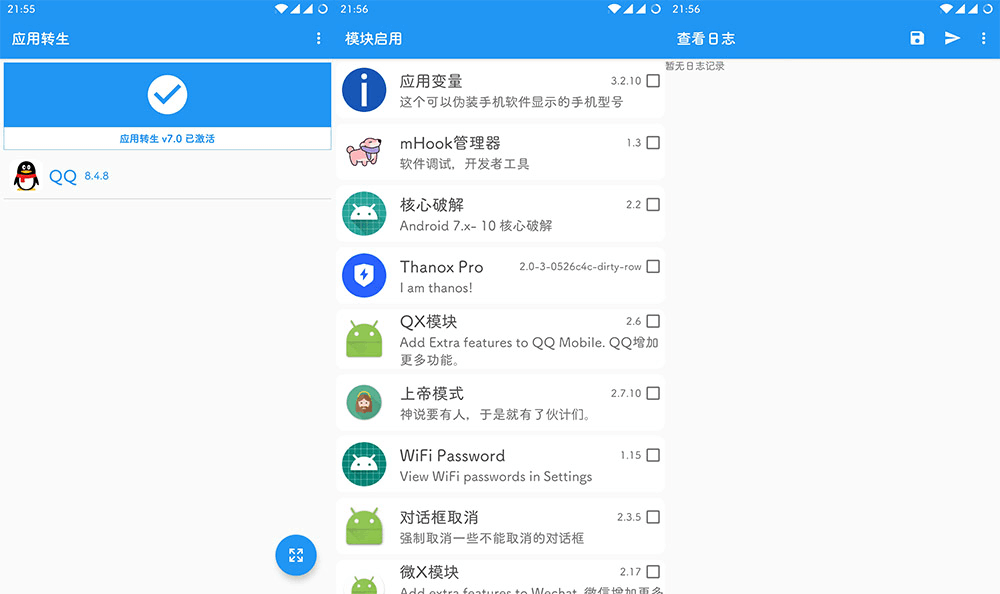 21:55
应用转生
应用转生 v7.0 已激活
QQ 8.4.8
21:56
模块启用
应用变量 3.2.10
这个可以伪装手机软件显示的手机型号
mHook管理器 1.3
软件调试，开发者工具
核心破解 2.2
Android 7.x- 10 核心破解
Thanox Pro 2.0-3-0526c4c-dirty-row
I am thanos!
QX模块 2.6
Add Extra features to QQ Mobile. QQ增加
更多功能。
上帝模式 2.7.10
神说要有人，于是就有了伙计们。
WiFi Password 1.15
View WiFi passwords in Settings
对话框取消 2.3.5
强制取消一些不能取消的对话框
微X模块 2.17
Add extra features to Wechat. 微信增加更多
21:56
查看日志
暂无日志记录